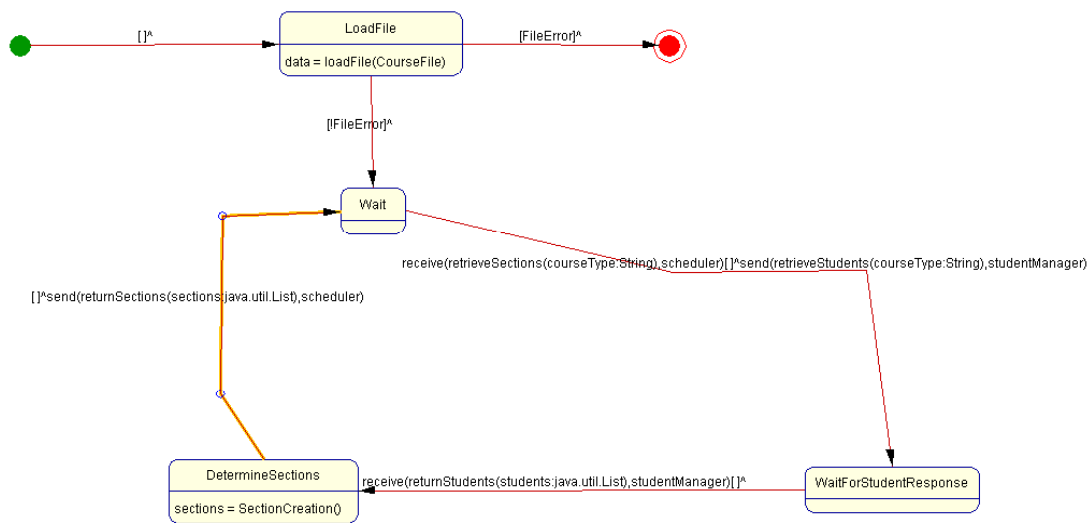 LoadFile
[ ]^
[FileError]^
data = loadFile(CourseFile)
[!FileError]^
Wait
receive(retrieveSections(courseType:String),scheduler)[ ]^send(retrieveStudents(courseType:String),studentManager)
[ ]^send(returnSections(sections:java.util.List),scheduler)
DetermineSections
receive(returnStudents(students:java.util.List),studentManager)[ ]^
WaitForStudentResponse
sections = SectionCreation()